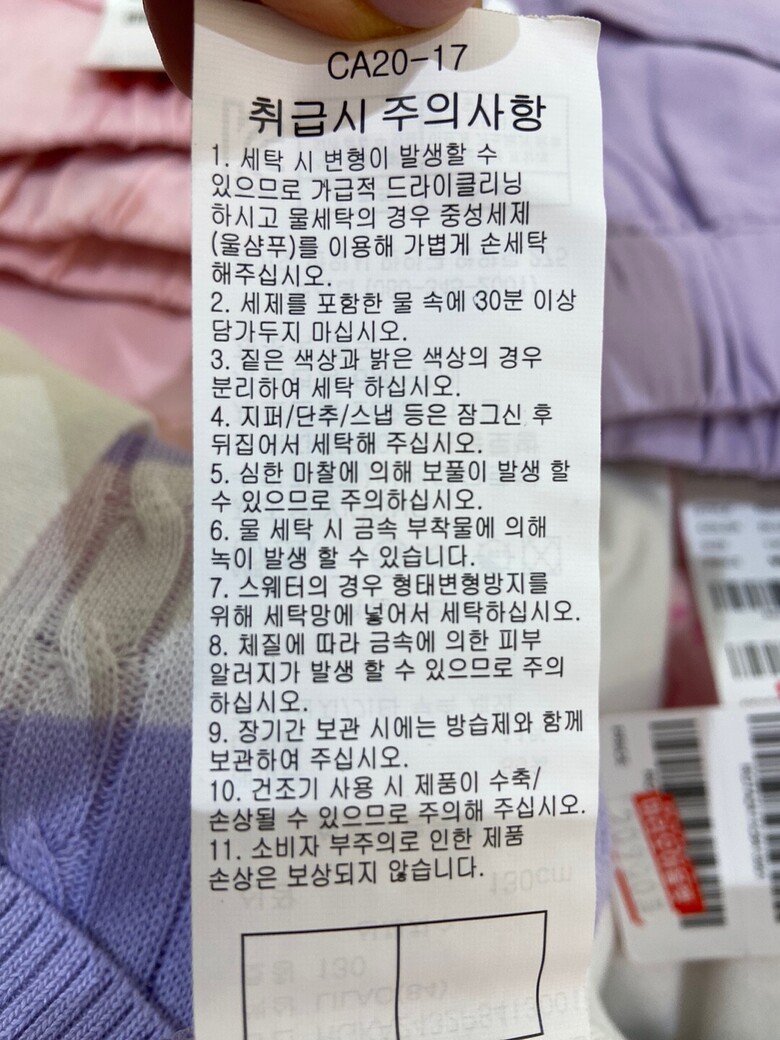 CA20-17
취급시 주의사항
1. 세탁 시 변형이 발생할 수
있으므로 가급적 드라이클리닝
하시고 물세탁의 경우 중성세제
(울샴푸)를 이용해 가볍게 손세탁
해주십시오.
2. 세제를 포함한 물 속에 30분 이상
담가두지 마십시오.
3. 짙은 색상과 밝은 색상의 경우
분리하여 세탁 하십시오.
4. 지퍼/단추/스냅 등은 잠그신 후
뒤집어서 세탁해 주십시오.
5. 심한 마찰에 의해 보풀이 발생 할
수 있으므로 주의하십시오.
6. 물 세탁 시 금속 부착물에 의해
녹이 발생 할 수 있습니다.
7. 스웨터의 경우 형태변형방지를
위해 세탁망에 넣어서 세탁하십시오.
8. 체질에 따라 금속에 의한 피부
알러지가 발생 할 수 있으므로 주의
하십시오.
9. 장기간 보관 시에는 방습제와 함께
보관하여 주십시오.
10. 건조기 사용 시 제품이 수축/
손상될 수 있으므로 주의해 주십시오.
11. 소비자 부주의로 인한 제품
손상은 보상되지 않습니다.